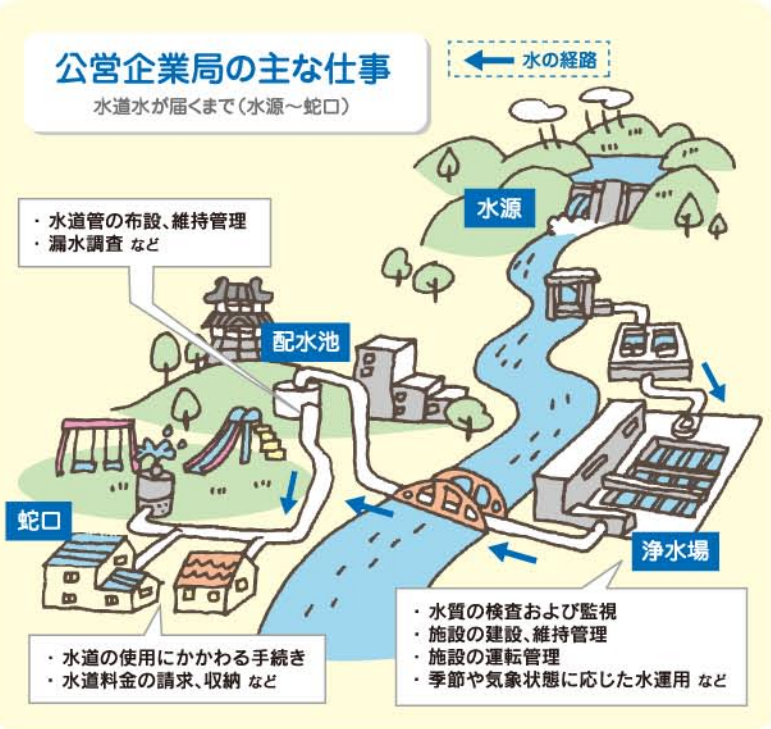 公営企業局の主な仕事
水道水が届くまで（水源～蛇口）
水の経路
水源
・水道管の布設、維持管理
・漏水調査 など
配水池
蛇口
浄水場
・水質の検査および監視
・施設の建設、維持管理
・施設の運転管理
・季節や気象状態に応じた水運用 など
・水道の使用にかかわる手続き
・水道料金の請求、収納 など